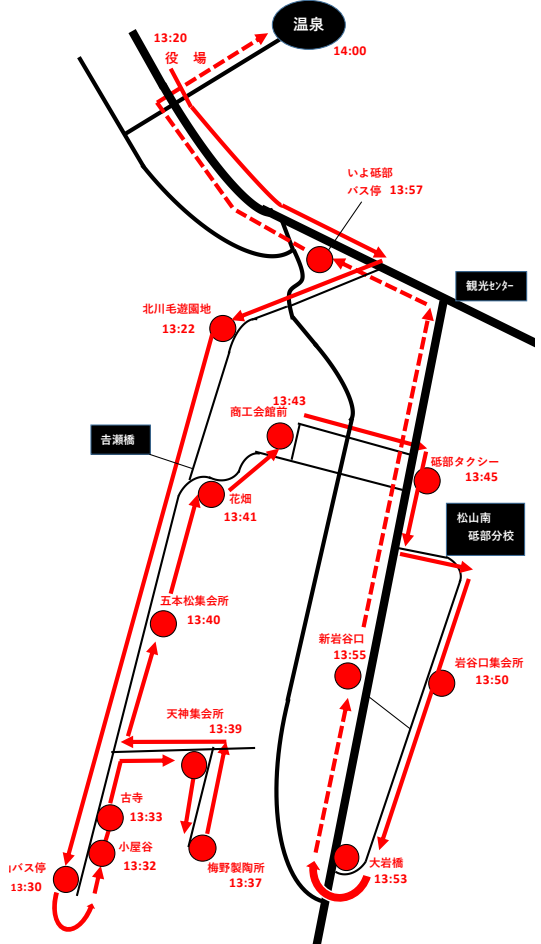 温泉
13:20
役 場
14:00
いよ砥部
バス停 13:57
観光センター
北川毛遊園地
13:22
13:43
商工会館前
吉瀬橋
砥部タクシー
13:45
花畑
13:41
松山南
砥部分校
五本松集会所
13:40
新岩谷口
13:55
岩谷口集会所
13:50
天神集会所
13:39
古寺
13:33
小屋谷
13:32
バス停
13:30
梅野製陶所
13:37
大岩橋
13:53